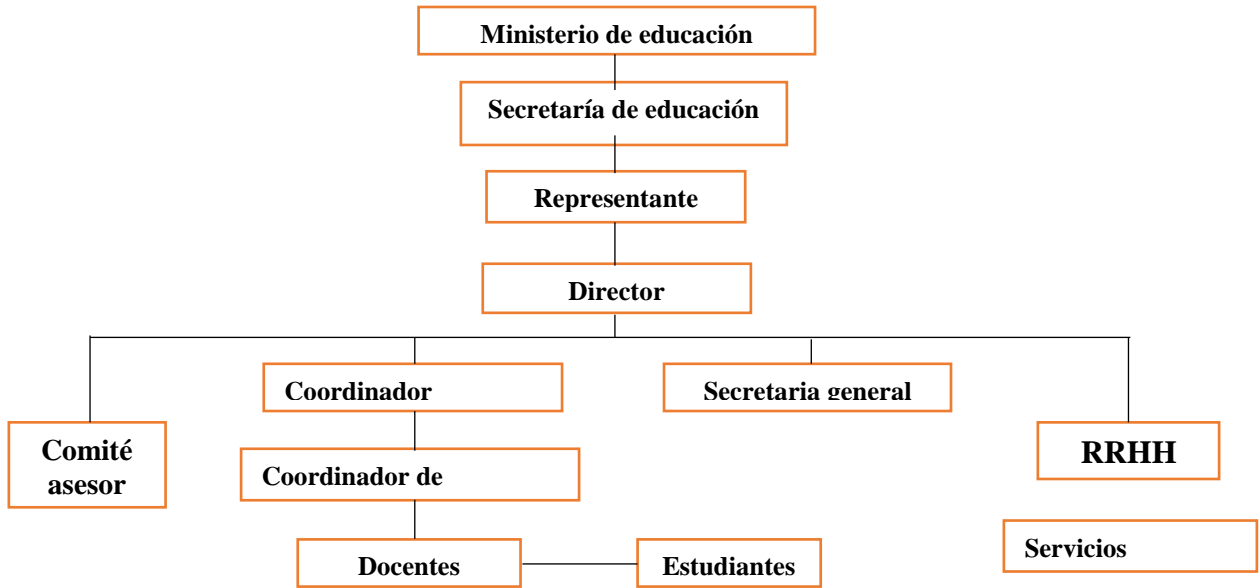 Ministerio de educación
Secretaría de educación
Representante
Director
Coordinador
Secretaria general
Comité
asesor
RRHH
Coordinador de
Servicios
Docentes
Estudiantes